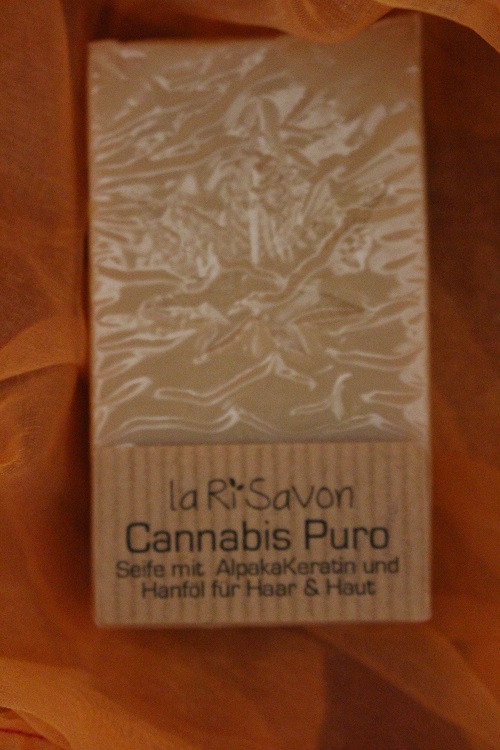 la Ri Savon
Cannabis Puro
Seife mit AlpakaKeratin und
Hanföl für Haar & Haut